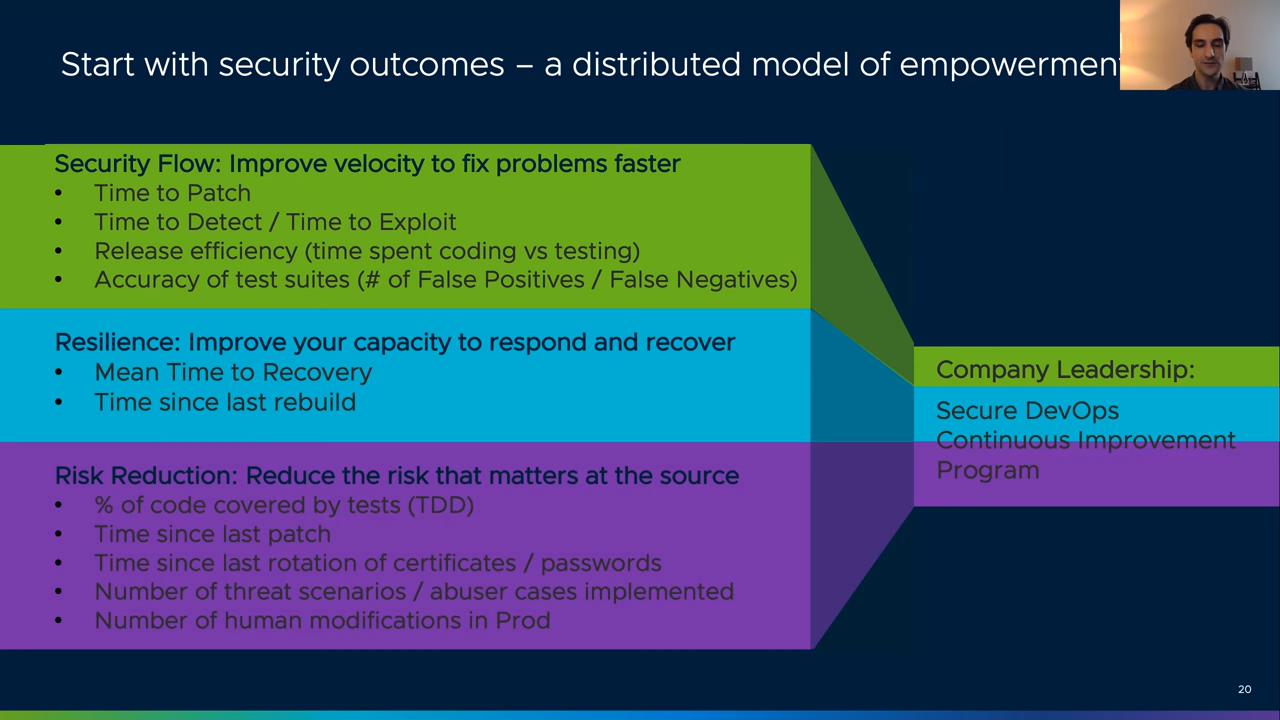 Start with security outcomes – a distributed model of empowermen
Security Flow: Improve velocity to fix problems faster
• Time to Patch
• Time to Detect / Time to Exploit
• Release efficiency (time spent coding vs testing)
• Accuracy of test suites (# of False Positives / False Negatives)
Resilience: Improve your capacity to respond and recover
• Mean Time to Recovery
• Time since last rebuild
Risk Reduction: Reduce the risk that matters at the source
• % of code covered by tests (TDD)
• Time since last patch
• Time since last rotation of certificates / passwords
• Number of threat scenarios / abuser cases implemented
• Number of human modifications in Prod
Company Leadership:
Secure DevOps
Continuous Improvement
Program
20